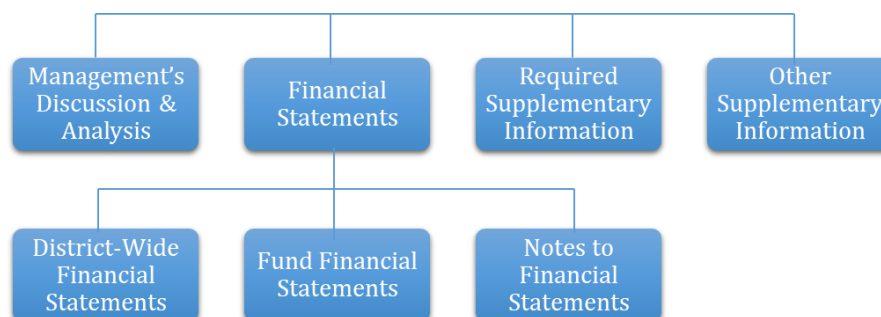 Management's
Discussion &
Analysis
Financial
Statements
Required
Supplementary
Information
Other
Supplementary
Information
District-Wide
Financial
Statements
Fund Financial
Statements
Notes to
Financial
Statements